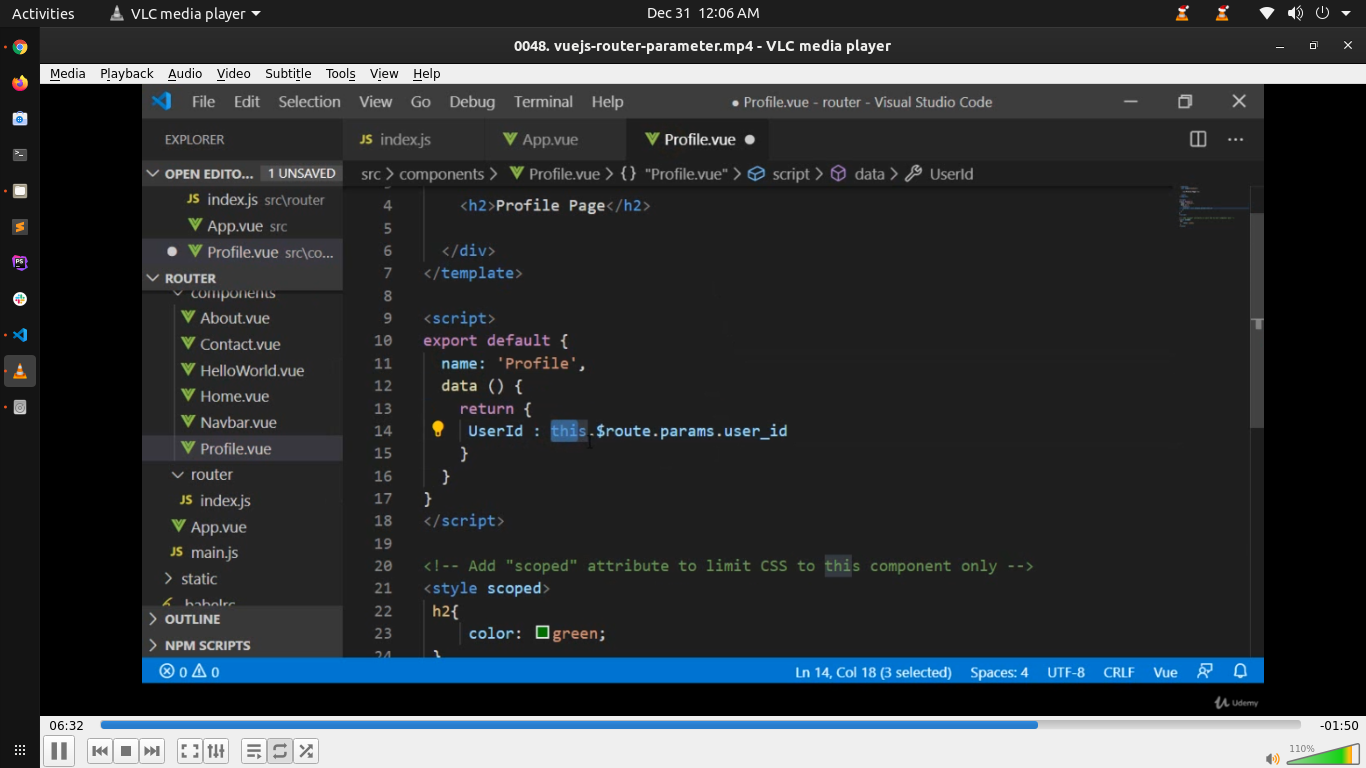 Activities VLC media player Dec 31 12:06 AM
0048. vuejs-router-parameter.mp4 - VLC media player
Media Playback Audio Video Subtitle Tools View Help
File Edit Selection View Go Debug Terminal Help ● Profile.vue - router - Visual Studio Code
EXPLORER JS index.js App.vue Profile.vue
OPEN EDITO... 1 UNSAVED src > components > Profile.vue > {} "Profile.vue" > script > data > UserId
JS index.js src\router
App.vue src
Profile.vue src\co...
ROUTER
components
About.vue
Contact.vue
HelloWorld.vue
Home.vue
Navbar.vue
Profile.vue
router
JS index.js
App.vue
JS main.js
static
.babelrc
OUTLINE
NPM SCRIPTS
4 <h2>Profile Page</h2>
5
6 </div>
7 </template>
8
9 <script>
10 export default {
11 name: 'Profile',
12 data () {
13 return {
14 UserId : this.$route.params.user_id
15 }
16 }
17 }
18 </script>
19
20 <!-- Add "scoped" attribute to limit CSS to this component only -->
21 <style scoped>
22 h2{
23 color: green;
24 }
0 0 Ln 14, Col 18 (3 selected) Spaces: 4 UTF-8 CRLF Vue
Udemy
06:32 -01:50
110%